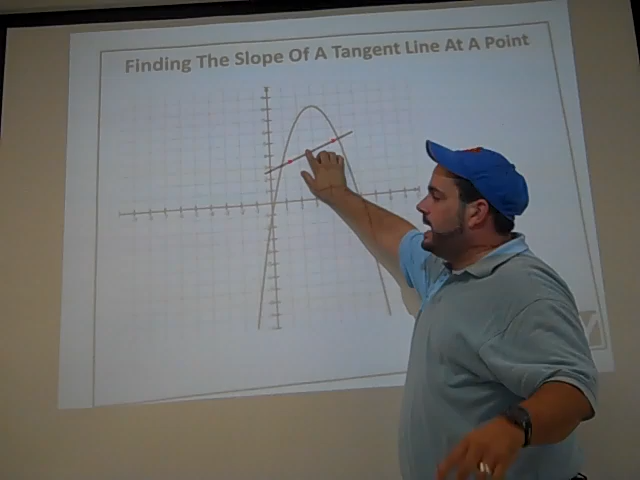 Finding The Slope Of A Tangent Line At A Point